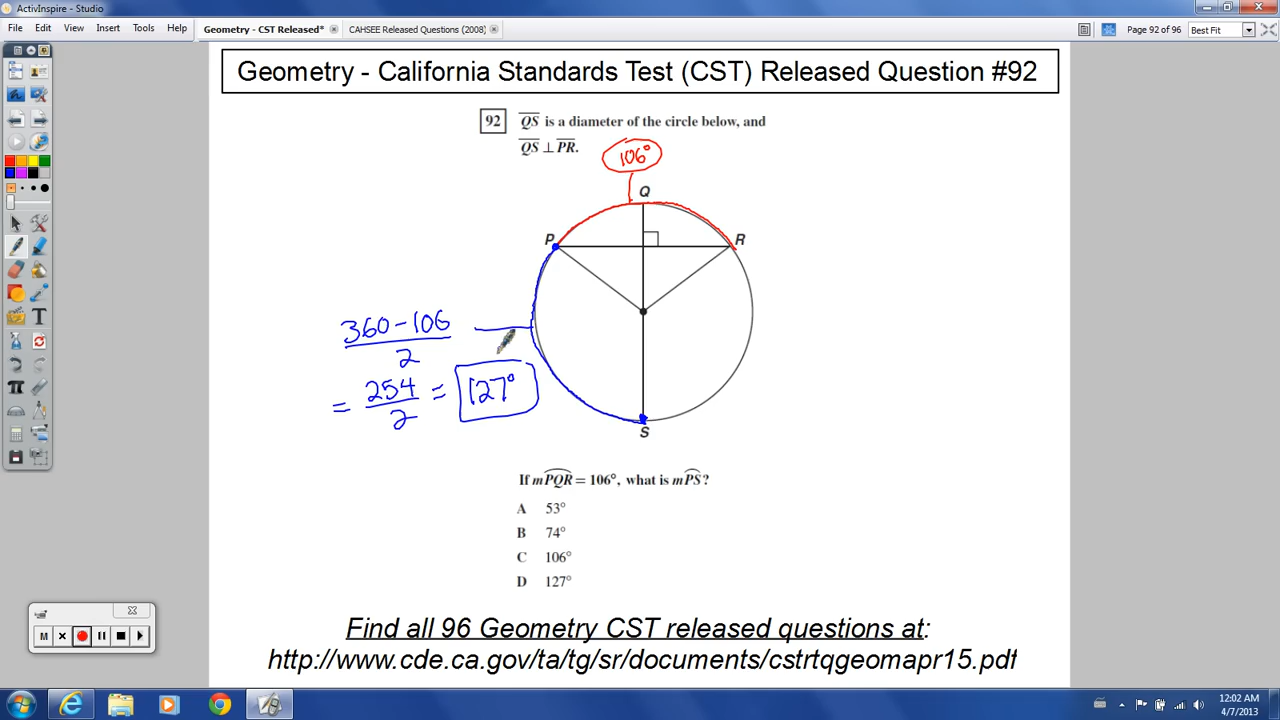 ActivInspire - Studio
File Edit View Insert Tools Help
Geometry - CST Released* CAHSEE Released Questions (2008)
Page 92 of 96 Best Fit
Geometry - California Standards Test (CST) Released Question #92
92 QS is a diameter of the circle below, and
QS ⊥ PR.
106°
Q
P R
S
360-106
2
= 254 = 127°
2
If mPQR = 106°, what is mPS?
A 53°
B 74°
C 106°
D 127°
M
Find all 96 Geometry CST released questions at:
http://www.cde.ca.gov/ta/tg/sr/documents/cstrtqgeomapr15.pdf
12:02 AM
4/7/2013